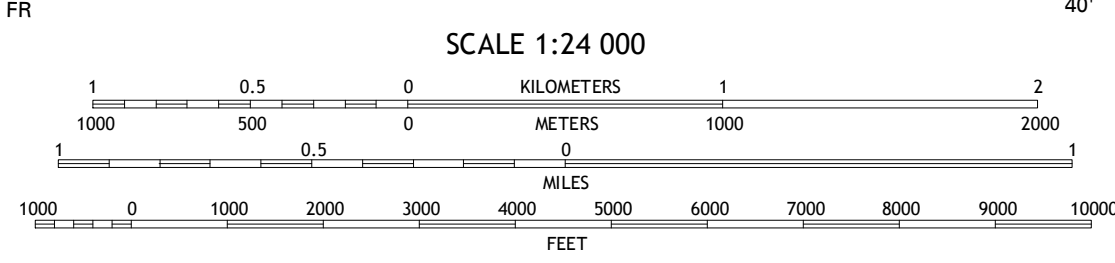 FR 40'
SCALE 1:24 000
1 0.5 0 KILOMETERS 1 2
1000 500 0 METERS 1000 2000
1 0.5 0 1
MILES
1000 0 1000 2000 3000 4000 5000 6000 7000 8000 9000 10000
FEET